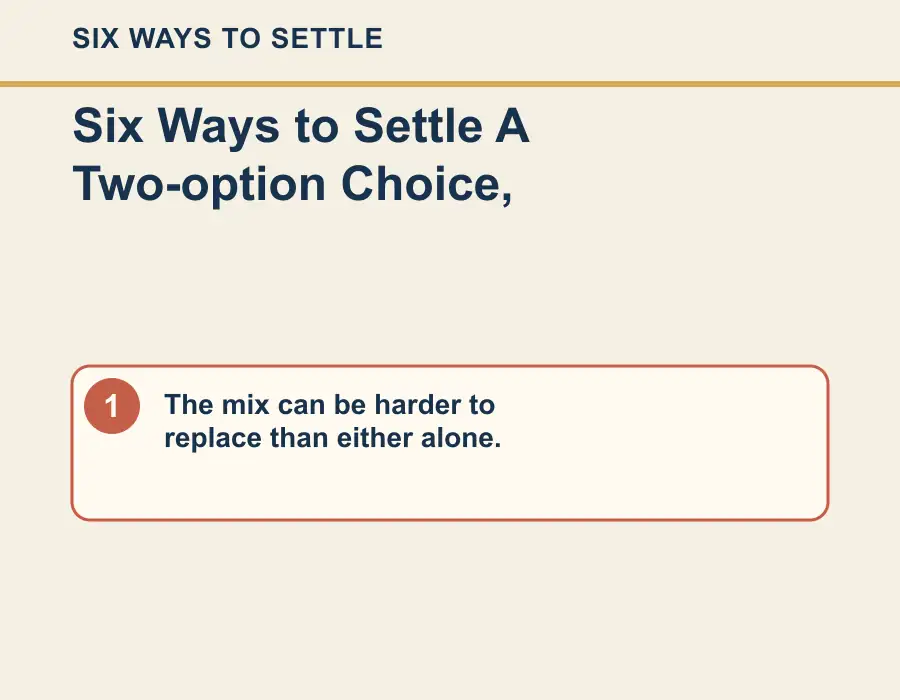 SIX WAYS TO SETTLE
Six Ways to Settle A
Two-option Choice,
1
The mix can be harder to
replace than either alone.